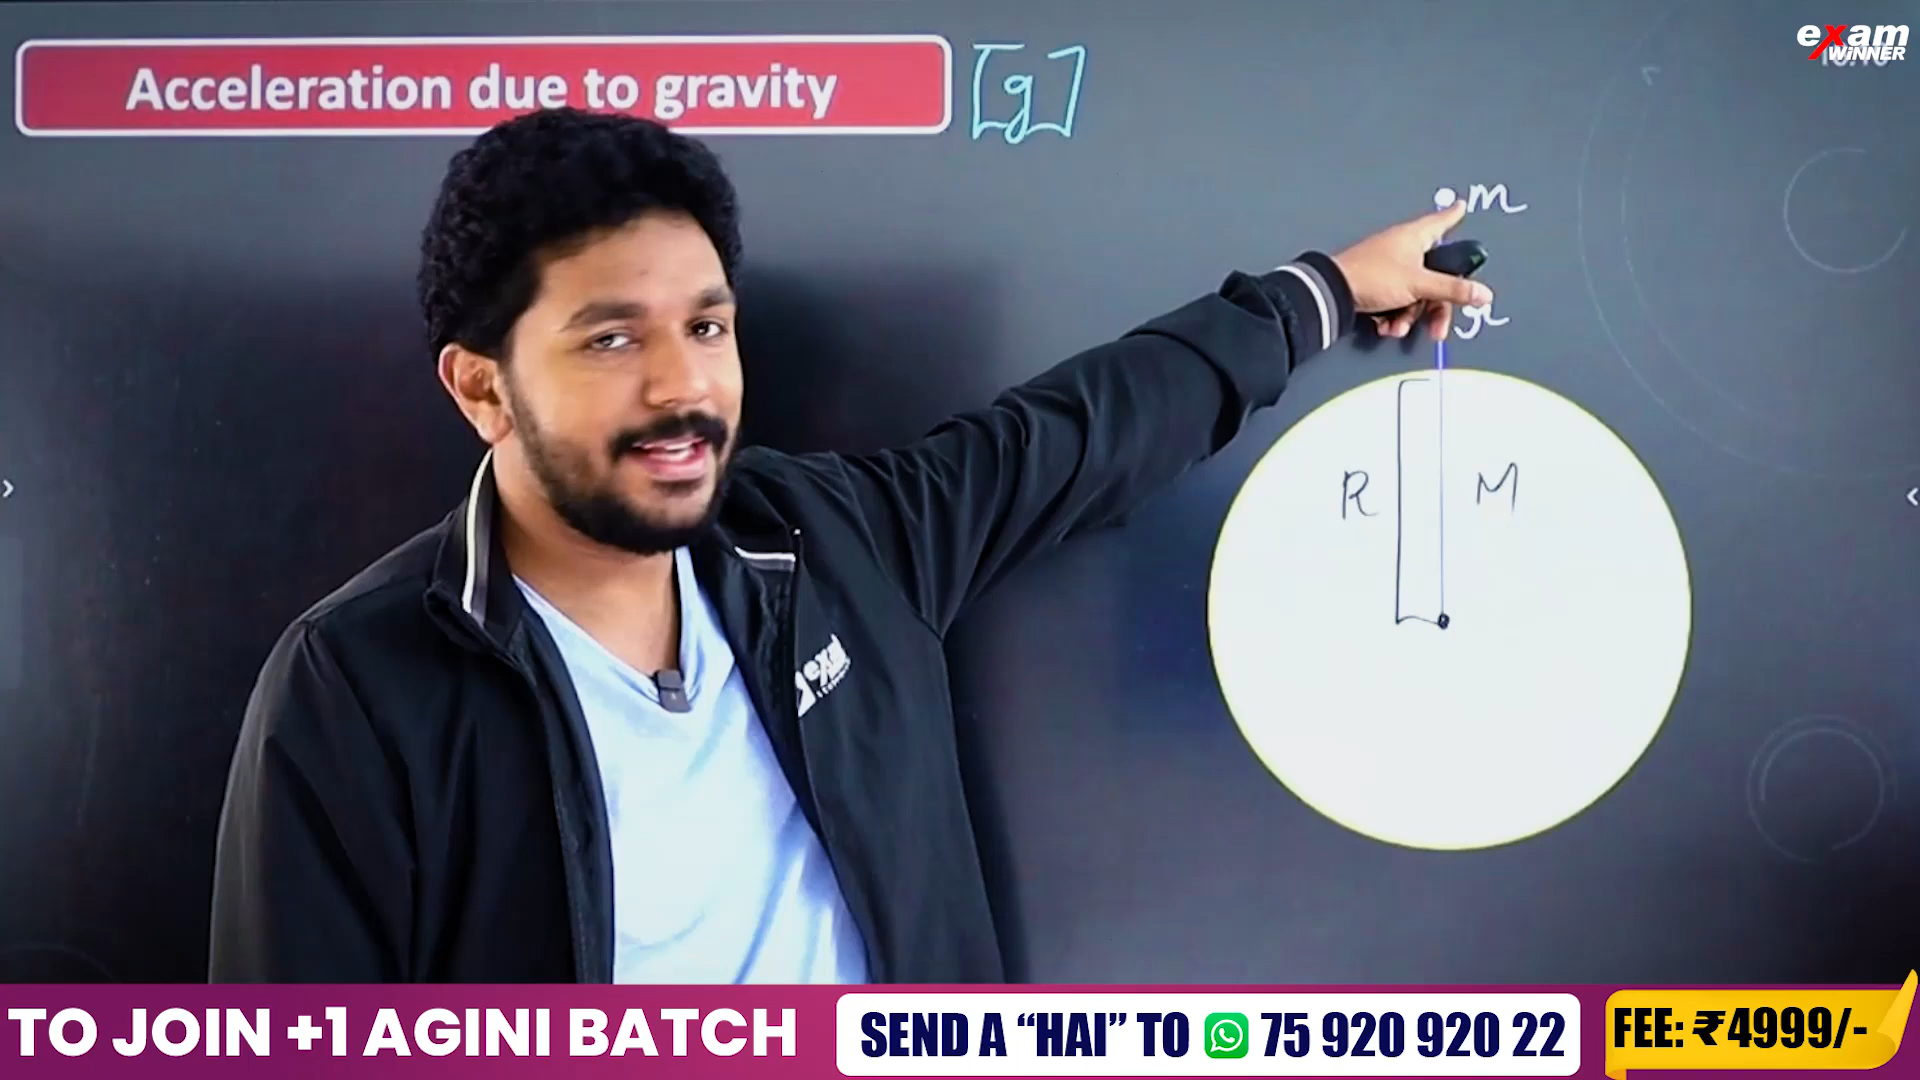 exam
WINNER
Acceleration due to gravity [g]
m
r
R M
exam
TO JOIN +1 AGINI BATCH
SEND A “HAI” TO 75 920 920 22
FEE: ₹4999/-